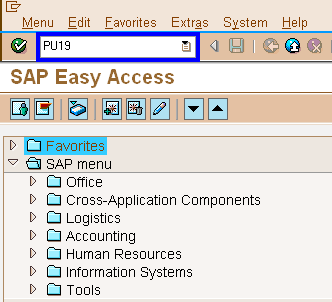 Menu Edit Favorites Extras System Help
PU19
SAP Easy Access
Favorites
SAP menu
Office
Cross-Application Components
Logistics
Accounting
Human Resources
Information Systems
Tools